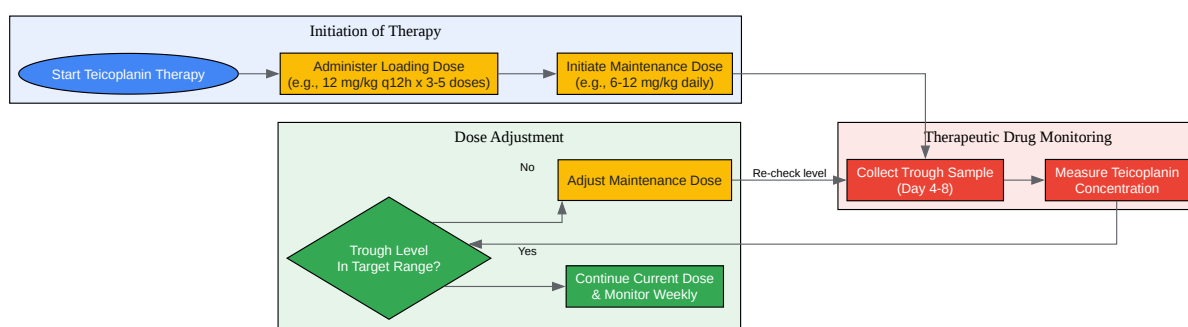 Initiation of Therapy
Start Teicoplanin Therapy
Administer Loading Dose
(e.g., 12 mg/kg q12h x 3-5 doses)
Initiate Maintenance Dose
(e.g., 6-12 mg/kg daily)
Dose Adjustment
No
Adjust Maintenance Dose
Re-check level
Trough Level
In Target Range?
Yes
Continue Current Dose
& Monitor Weekly
Therapeutic Drug Monitoring
Collect Trough Sample
(Day 4-8)
Measure Teicoplanin
Concentration